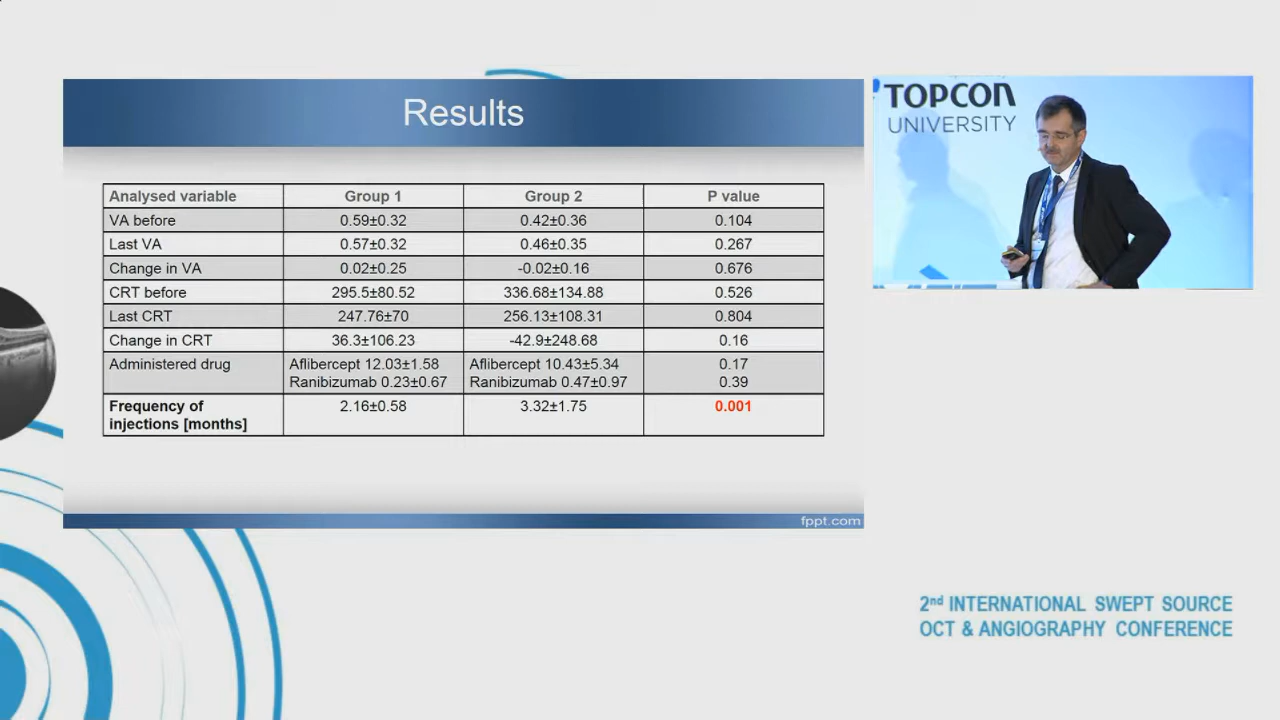 Results
Analysed variable Group 1 Group 2 P value
VA before 0.59±0.32 0.42±0.36 0.104
Last VA 0.57±0.32 0.46±0.35 0.267
Change in VA 0.02±0.25 -0.02±0.16 0.676
CRT before 295.5±80.52 336.68±134.88 0.526
Last CRT 247.76±70 256.13±108.31 0.804
Change in CRT 36.3±106.23 -42.9±248.68 0.16
Administered drug Aflibercept 12.03±1.58 Aflibercept 10.43±5.34 0.17
Ranibizumab 0.23±0.67 Ranibizumab 0.47±0.97 0.39
Frequency of 2.16±0.58 3.32±1.75 0.001
injections [months]
fppt.com
TOPCON
UNIVERSITY
2nd INTERNATIONAL SWEPT SOURCE
OCT & ANGIOGRAPHY CONFERENCE